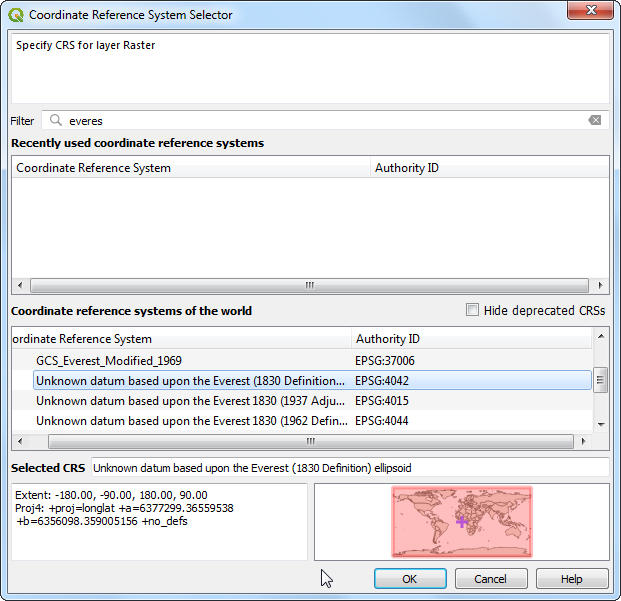 Coordinate Reference System Selector
Specify CRS for layer Raster
Filter everes
Recently used coordinate reference systems
Coordinate Reference System Authority ID
Coordinate reference systems of the world Hide deprecated CRSs
ordinate Reference System Authority ID
GCS_Everest_Modified_1969 EPSG:37006
Unknown datum based upon the Everest (1830 Definition... EPSG:4042
Unknown datum based upon the Everest 1830 (1937 Adju... EPSG:4015
Unknown datum based upon the Everest 1830 (1962 Defin... EPSG:4044
Selected CRS Unknown datum based upon the Everest (1830 Definition) ellipsoid
Extent: -180.00, -90.00, 180.00, 90.00
Proj4: +proj=longlat +a=6377299.36559538
+b=6356098.359005156 +no_defs
OK Cancel Help